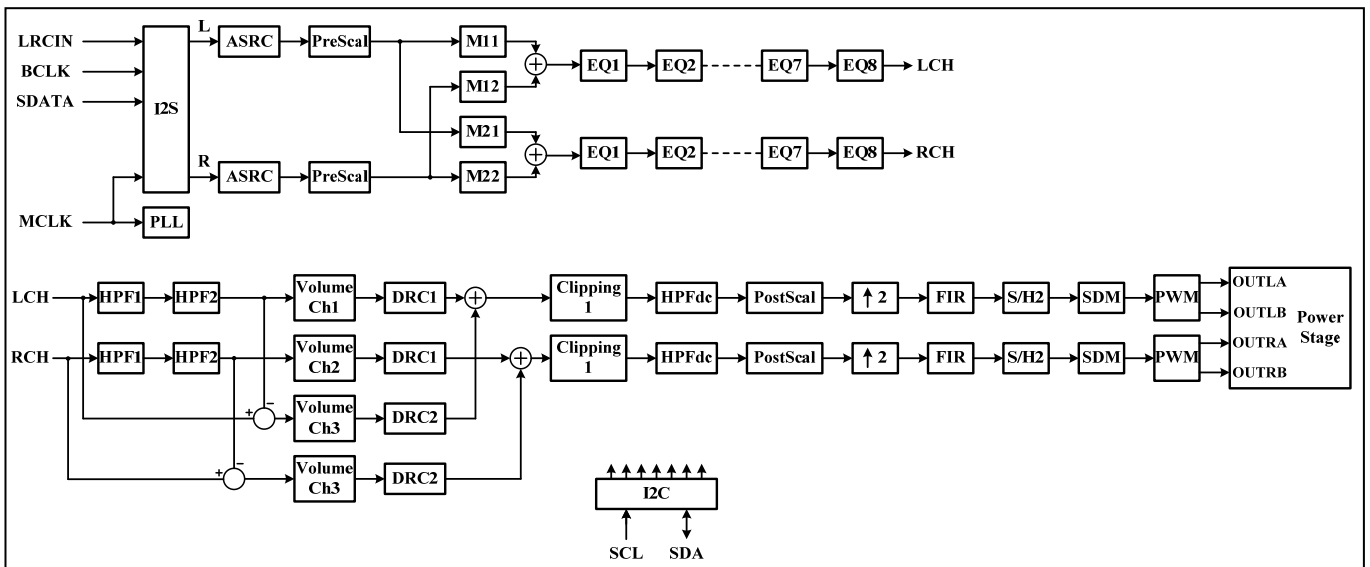 LRCIN
BCLK
SDATA
MCLK
I2S
PLL
L
ASRC
PreScal
M11
M12
EQ1
EQ2
EQ7
EQ8
LCH
R
ASRC
PreScal
M21
M22
EQ1
EQ2
EQ7
EQ8
RCH
LCH
HPF1
HPF2
Volume
Ch1
DRC1
Clipping
1
HPFdc
PostScal
↑2
FIR
S/H2
SDM
PWM
OUTLA
OUTLB
RCH
HPF1
HPF2
Volume
Ch2
DRC1
Clipping
1
HPFdc
PostScal
↑2
FIR
S/H2
SDM
PWM
OUTRA
OUTRB
Power
Stage
+
−
Volume
Ch3
DRC2
+
−
Volume
Ch3
DRC2
I2C
SCL
SDA